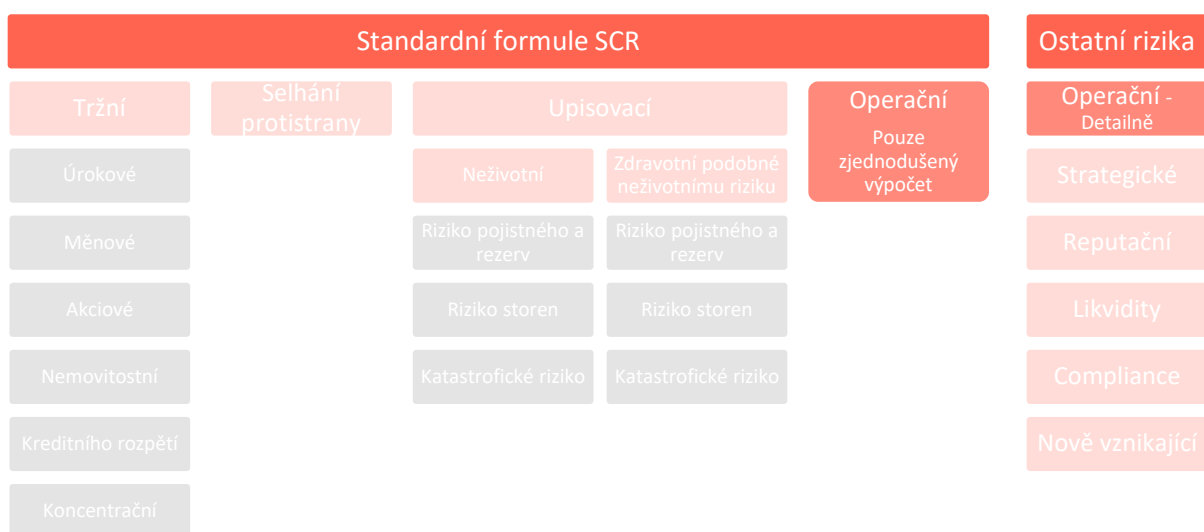 Standardní formule SCR
Ostatní rizika
Tržní
Selhání
protistrany
Upisovací
Operační
Pouze
zjednodušený
výpočet
Operační -
Detailně
Úrokové
Neživotní
Zdravotní podobné
neživotnímu riziku
Strategické
Měnové
Riziko pojistného a
rezerv
Riziko pojistného a
rezerv
Reputační
Akciové
Riziko storen
Riziko storen
Likvidity
Nemovitostní
Katastrofické riziko
Katastrofické riziko
Compliance
Kreditního rozpětí
Nově vznikající
Koncentrační